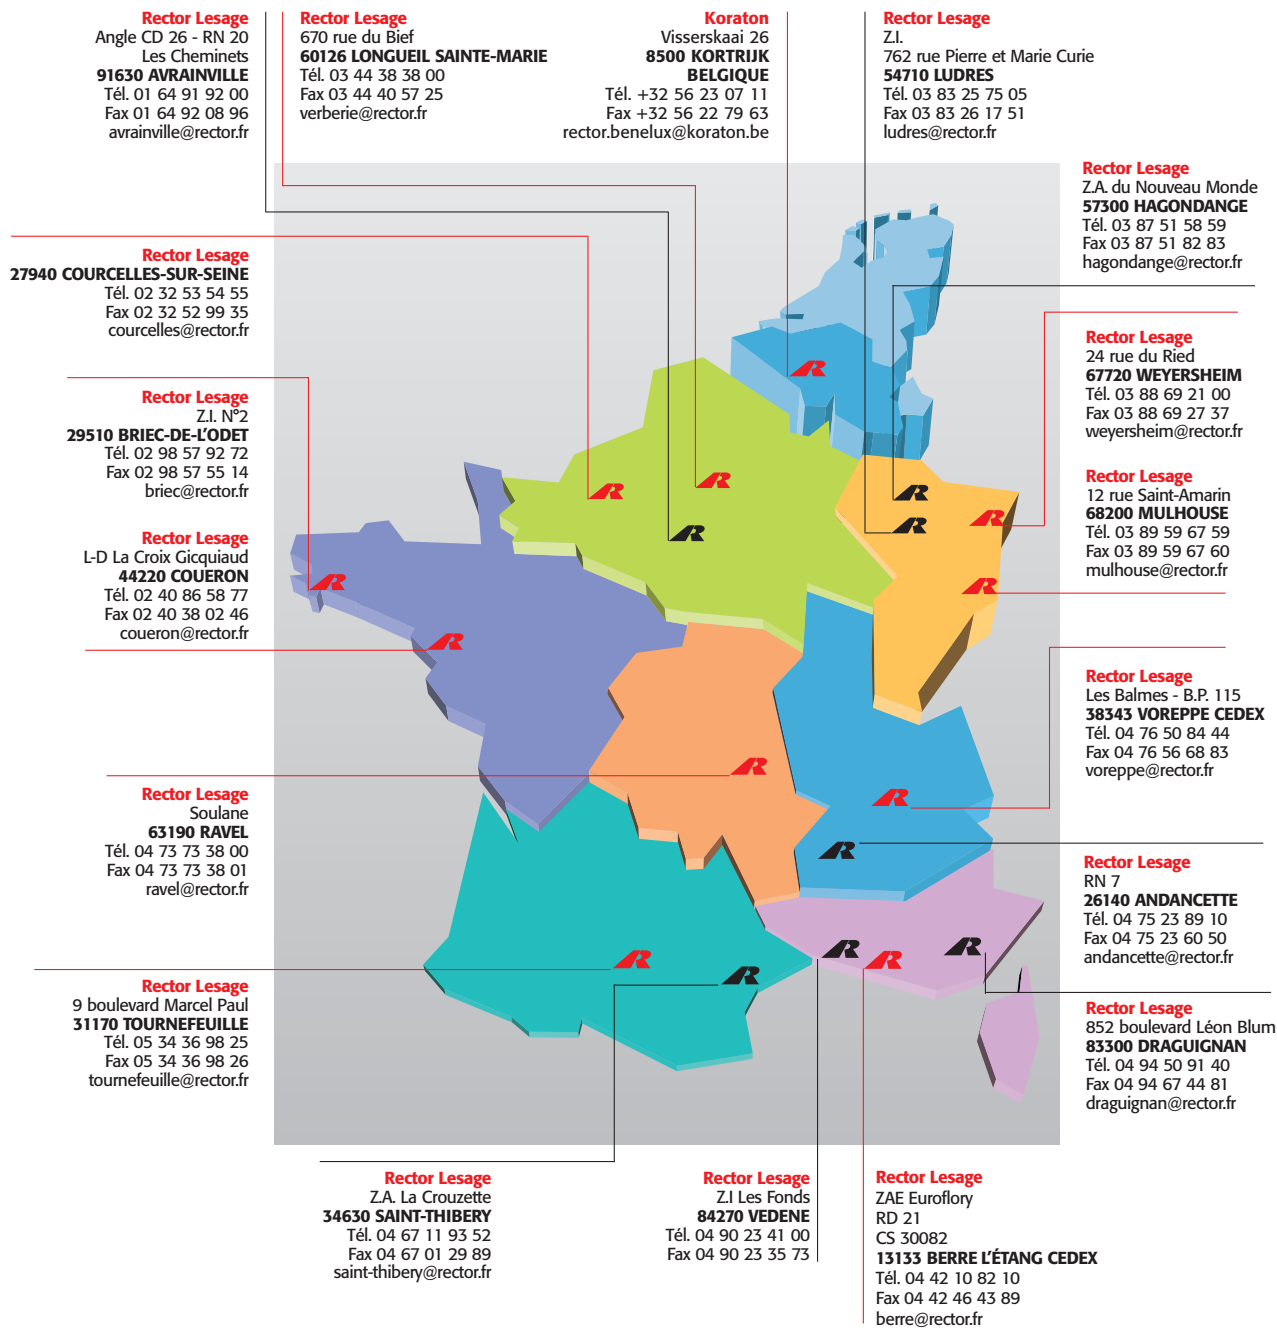 Rector Lesage
Angle CD 26 - RN 20
Les Cheminets
91630 AVRAINVILLE
Tél. 01 64 91 92 00
Fax 01 64 92 08 96
avrainville@rector.fr
Rector Lesage
670 rue du Bief
60126 LONGUEIL SAINTE-MARIE
Tél. 03 44 38 38 00
Fax 03 44 40 57 25
verberie@rector.fr
Koraton
Visserskaai 26
8500 KORTRIJK
BELGIQUE
Tél. +32 56 23 07 11
Fax +32 56 22 79 63
rector.benelux@koraton.be
Rector Lesage
Z.I.
762 rue Pierre et Marie Curie
54710 LUDRES
Tél. 03 83 25 75 05
Fax 03 83 26 17 51
ludres@rector.fr
Rector Lesage
Z.A. du Nouveau Monde
57300 HAGONDANGE
Tél. 03 87 51 58 59
Fax 03 87 51 82 83
hagondange@rector.fr
Rector Lesage
27940 COURCELLES-SUR-SEINE
Tél. 02 32 53 54 55
Fax 02 32 52 99 35
courcelles@rector.fr
Rector Lesage
24 rue du Ried
67720 WEYERSHEIM
Tél. 03 88 69 21 00
Fax 03 88 69 27 37
weyersheim@rector.fr
Rector Lesage
Z.I. N°2
29510 BRIEC-DE-L'ODET
Tél. 02 98 57 92 72
Fax 02 98 57 55 14
briec@rector.fr
Rector Lesage
12 rue Saint-Amarin
68200 MULHOUSE
Tél. 03 89 59 67 59
Fax 03 89 59 67 60
mulhouse@rector.fr
Rector Lesage
L-D La Croix Gicquiaud
44220 COUERON
Tél. 02 40 86 58 77
Fax 02 40 38 02 46
coueron@rector.fr
Rector Lesage
Les Balmes - B.P. 115
38343 VOREPPE CEDEX
Tél. 04 76 50 84 44
Fax 04 76 56 68 83
voreppe@rector.fr
Rector Lesage
Soulane
63190 RAVEL
Tél. 04 73 73 38 00
Fax 04 73 73 38 01
ravel@rector.fr
Rector Lesage
RN 7
26140 ANDANCETTE
Tél. 04 75 23 89 10
Fax 04 75 23 60 50
andancette@rector.fr
Rector Lesage
9 boulevard Marcel Paul
31170 TOURNEFEUILLE
Tél. 05 34 36 98 25
Fax 05 34 36 98 26
tournefeuille@rector.fr
Rector Lesage
852 boulevard Léon Blum
83300 DRAGUIGNAN
Tél. 04 94 50 91 40
Fax 04 94 67 44 81
draguignan@rector.fr
Rector Lesage
Z.A. La Crouzette
34630 SAINT-THIBERY
Tél. 04 67 11 93 52
Fax 04 67 01 29 89
saint-thibery@rector.fr
Rector Lesage
Z.I Les Fonds
84270 VEDENE
Tél. 04 90 23 41 00
Fax 04 90 23 35 73
Rector Lesage
ZAE Euroflory
RD 21
CS 30082
13133 BERRE L'ÉTANG CEDEX
Tél. 04 42 10 82 10
Fax 04 42 46 43 89
berre@rector.fr